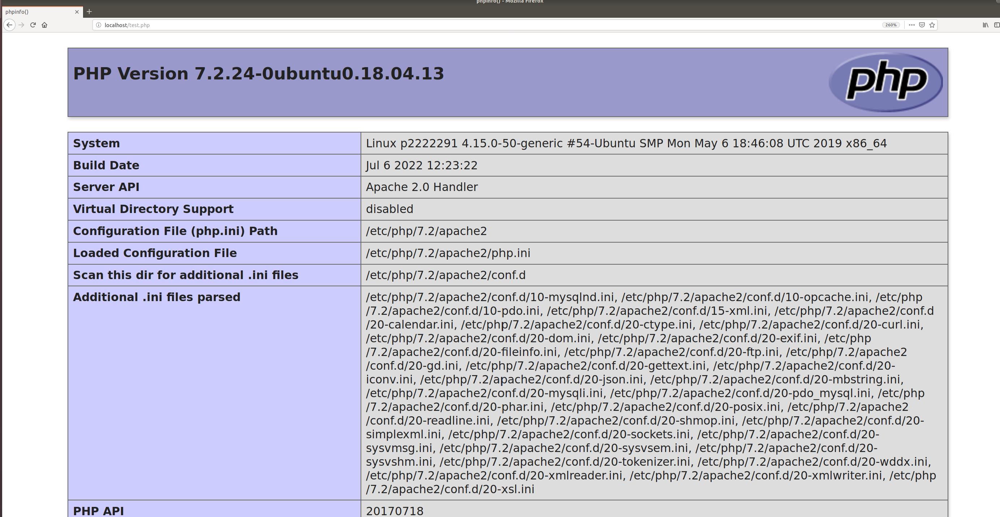 phpinfo() - Mozilla Firefox
phpinfo()
localhost/test.php
260%
PHP Version 7.2.24-0ubuntu0.18.04.13
php
System Linux p2222291 4.15.0-50-generic #54-Ubuntu SMP Mon May 6 18:46:08 UTC 2019 x86_64
Build Date Jul 6 2022 12:23:22
Server API Apache 2.0 Handler
Virtual Directory Support disabled
Configuration File (php.ini) Path /etc/php/7.2/apache2
Loaded Configuration File /etc/php/7.2/apache2/php.ini
Scan this dir for additional .ini files /etc/php/7.2/apache2/conf.d
Additional .ini files parsed /etc/php/7.2/apache2/conf.d/10-mysqlnd.ini, /etc/php/7.2/apache2/conf.d/10-opcache.ini, /etc/php
/7.2/apache2/conf.d/10-pdo.ini, /etc/php/7.2/apache2/conf.d/15-xml.ini, /etc/php/7.2/apache2/conf.d
/20-calendar.ini, /etc/php/7.2/apache2/conf.d/20-ctype.ini, /etc/php/7.2/apache2/conf.d/20-curl.ini,
/etc/php/7.2/apache2/conf.d/20-dom.ini, /etc/php/7.2/apache2/conf.d/20-exif.ini, /etc/php
/7.2/apache2/conf.d/20-fileinfo.ini, /etc/php/7.2/apache2/conf.d/20-ftp.ini, /etc/php/7.2/apache2
/conf.d/20-gd.ini, /etc/php/7.2/apache2/conf.d/20-gettext.ini, /etc/php/7.2/apache2/conf.d/20-
iconv.ini, /etc/php/7.2/apache2/conf.d/20-json.ini, /etc/php/7.2/apache2/conf.d/20-mbstring.ini,
/etc/php/7.2/apache2/conf.d/20-mysqli.ini, /etc/php/7.2/apache2/conf.d/20-pdo_mysql.ini, /etc/php
/7.2/apache2/conf.d/20-phar.ini, /etc/php/7.2/apache2/conf.d/20-posix.ini, /etc/php/7.2/apache2
/conf.d/20-readline.ini, /etc/php/7.2/apache2/conf.d/20-shmop.ini, /etc/php/7.2/apache2/conf.d/20-
simplexml.ini, /etc/php/7.2/apache2/conf.d/20-sockets.ini, /etc/php/7.2/apache2/conf.d/20-
sysvmsg.ini, /etc/php/7.2/apache2/conf.d/20-sysvsem.ini, /etc/php/7.2/apache2/conf.d/20-
sysvshm.ini, /etc/php/7.2/apache2/conf.d/20-tokenizer.ini, /etc/php/7.2/apache2/conf.d/20-wddx.ini,
/etc/php/7.2/apache2/conf.d/20-xmlreader.ini, /etc/php/7.2/apache2/conf.d/20-xmlwriter.ini, /etc/php
/7.2/apache2/conf.d/20-xsl.ini
PHP API 20170718